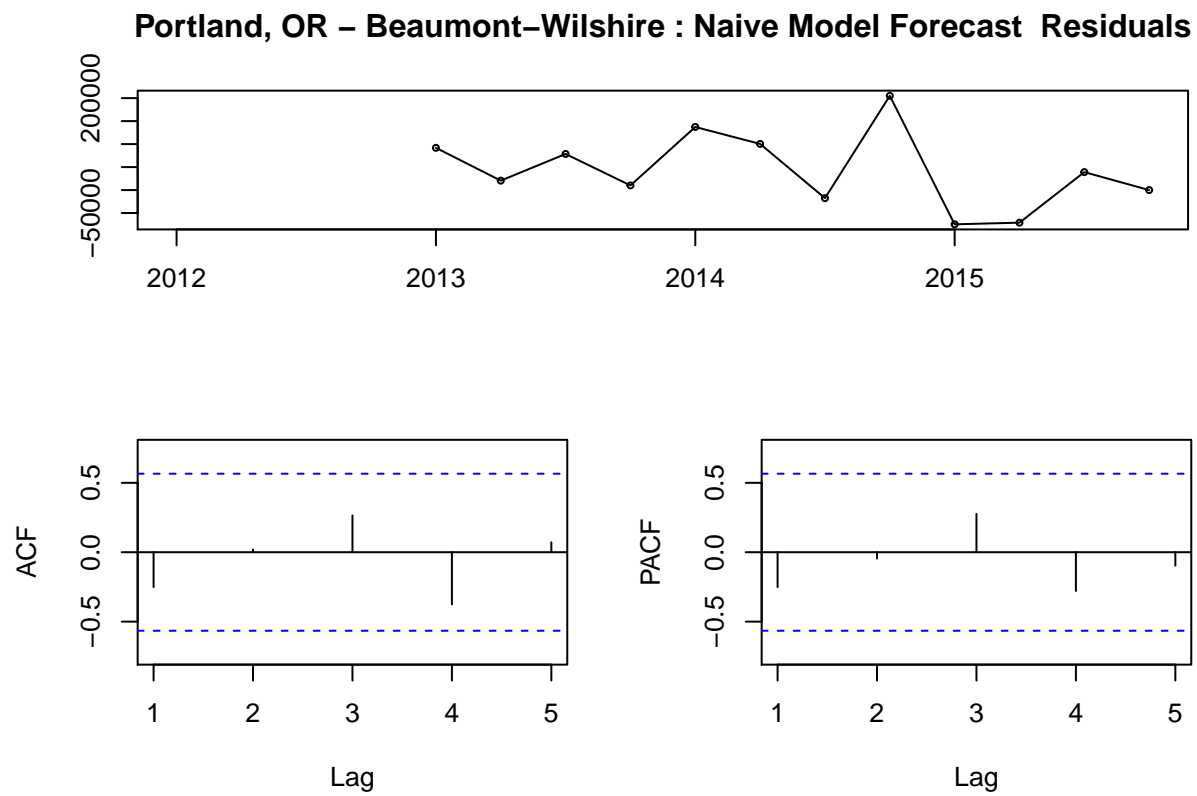 Portland, OR – Beaumont–Wilshire : Naive Model Forecast  Residuals
200000
−50000
2012 2013 2014 2015
ACF
0.5
0.0
−0.5
1 2 3 4 5
Lag
PACF
0.5
0.0
−0.5
1 2 3 4 5
Lag